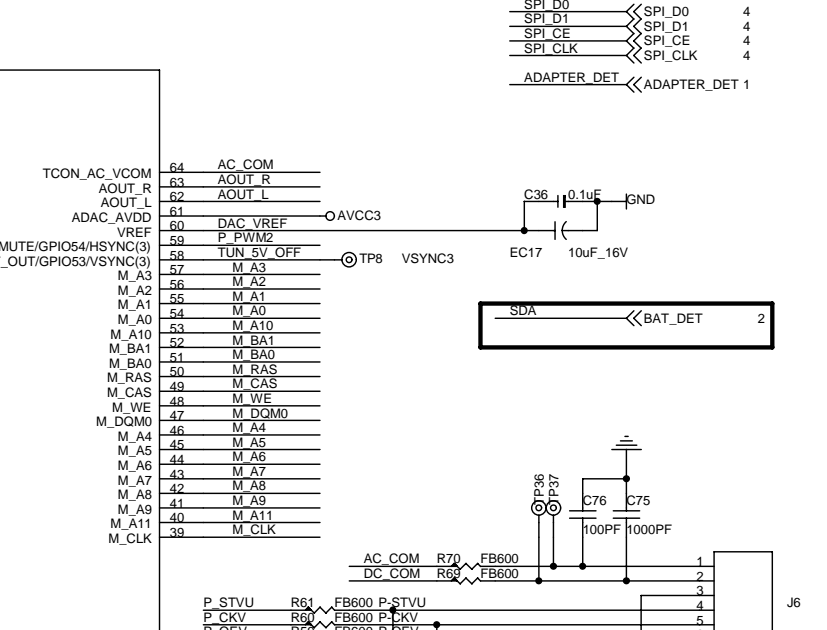 SPI_D0 SPI_D0 4
SPI_D1 SPI_D1 4
SPI_CE SPI_CE 4
SPI_CLK SPI_CLK 4
ADAPTER_DET ADAPTER_DET 1
TCON_AC_VCOM 64 AC_COM
AOUT_R 63 AOUT_R
AOUT_L 62 AOUT_L
ADAC_AVDD 61 AVCC3
VREF 60 DAC_VREF
MUTE/GPIO54/HSYNC(3) 59 P_PWM2
_OUT/GPIO53/VSYNC(3) 58 TUN_5V_OFF TP8 VSYNC3
C36 0.1uF GND
EC17 10uF_16V
M_A3 57 M_A3
M_A2 56 M_A2
M_A1 55 M_A1
M_A0 54 M_A0
SDA BAT_DET 2
M_A10 53 M_A10
M_BA1 52 M_BA1
M_BA0 51 M_BA0
M_RAS 50 M_RAS
M_CAS 49 M_CAS
M_WE 48 M_WE
M_DQM0 47 M_DQM0
M_A4 46 M_A4
M_A5 45 M_A5
M_A6 44 M_A6
M_A7 43 M_A7
M_A8 42 M_A8
M_A9 41 M_A9
M_A11 40 M_A11
M_CLK 39 M_CLK
TP36 TP37
C76 C75
100PF 1000PF
AC_COM R70 FB600 1
DC_COM R69 FB600 2
3
P_STVU R61 FB600 P-STVU 4
J6
P_CKV R60 FB600 P-CKV 5